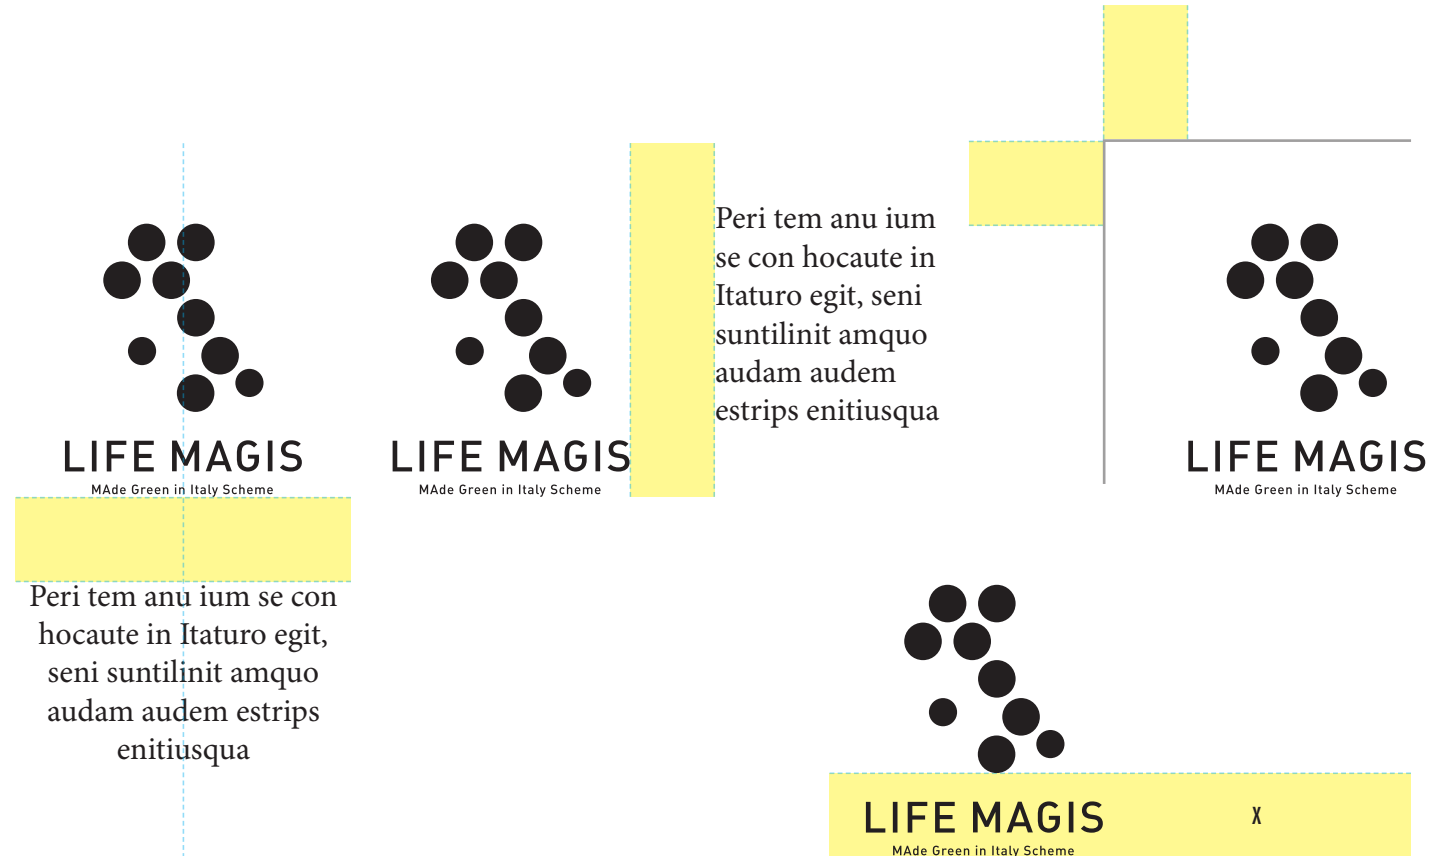 LIFE MAGIS
MAde Green in Italy Scheme
Peri tem anu ium se con
hocaute in Itaturo egit,
seni suntilinit amquo
audam audem estrips
enitiusqua
LIFE MAGIS
MAde Green in Italy Scheme
Peri tem anu ium
se con hocaute in
Itaturo egit, seni
suntilinit amquo
audam audem
estrips enitiusqua
LIFE MAGIS
MAde Green in Italy Scheme
LIFE MAGIS
MAde Green in Italy Scheme
X